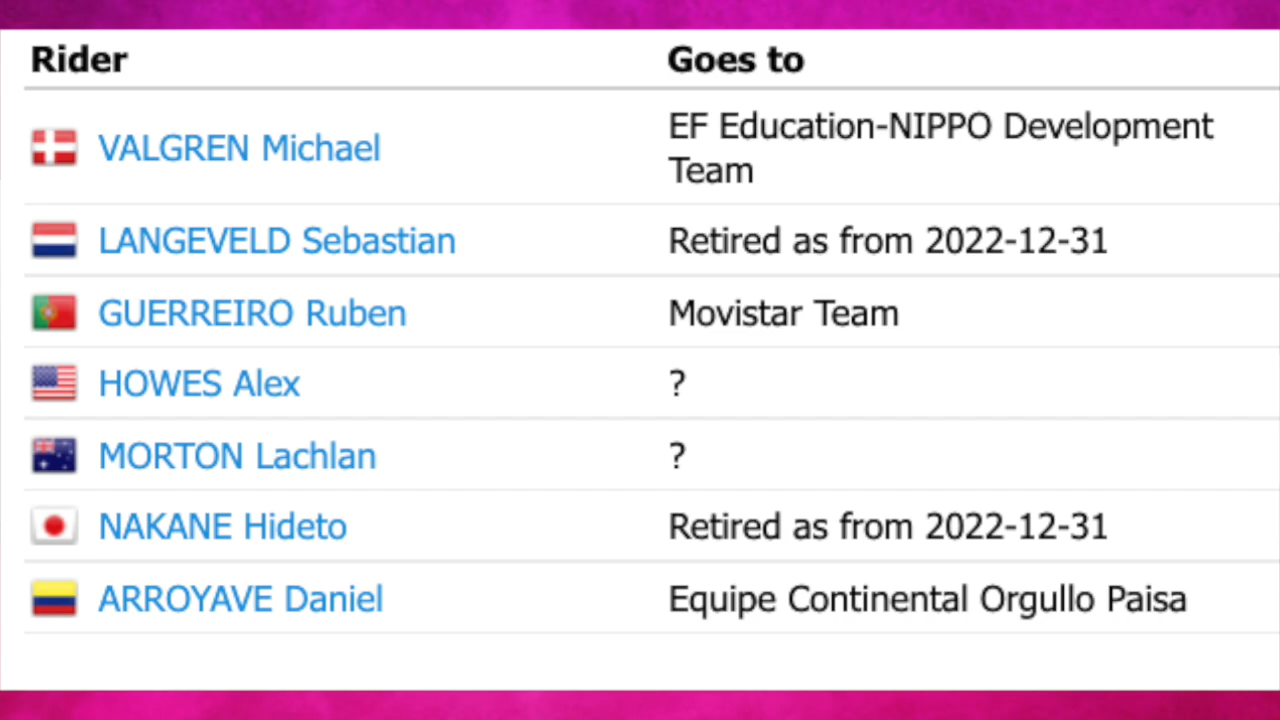 Rider Goes to
VALGREN Michael EF Education-NIPPO Development
Team
LANGEVELD Sebastian Retired as from 2022-12-31
GUERREIRO Ruben Movistar Team
HOWES Alex ?
MORTON Lachlan ?
NAKANE Hideto Retired as from 2022-12-31
ARROYAVE Daniel Equipe Continental Orgullo Paisa